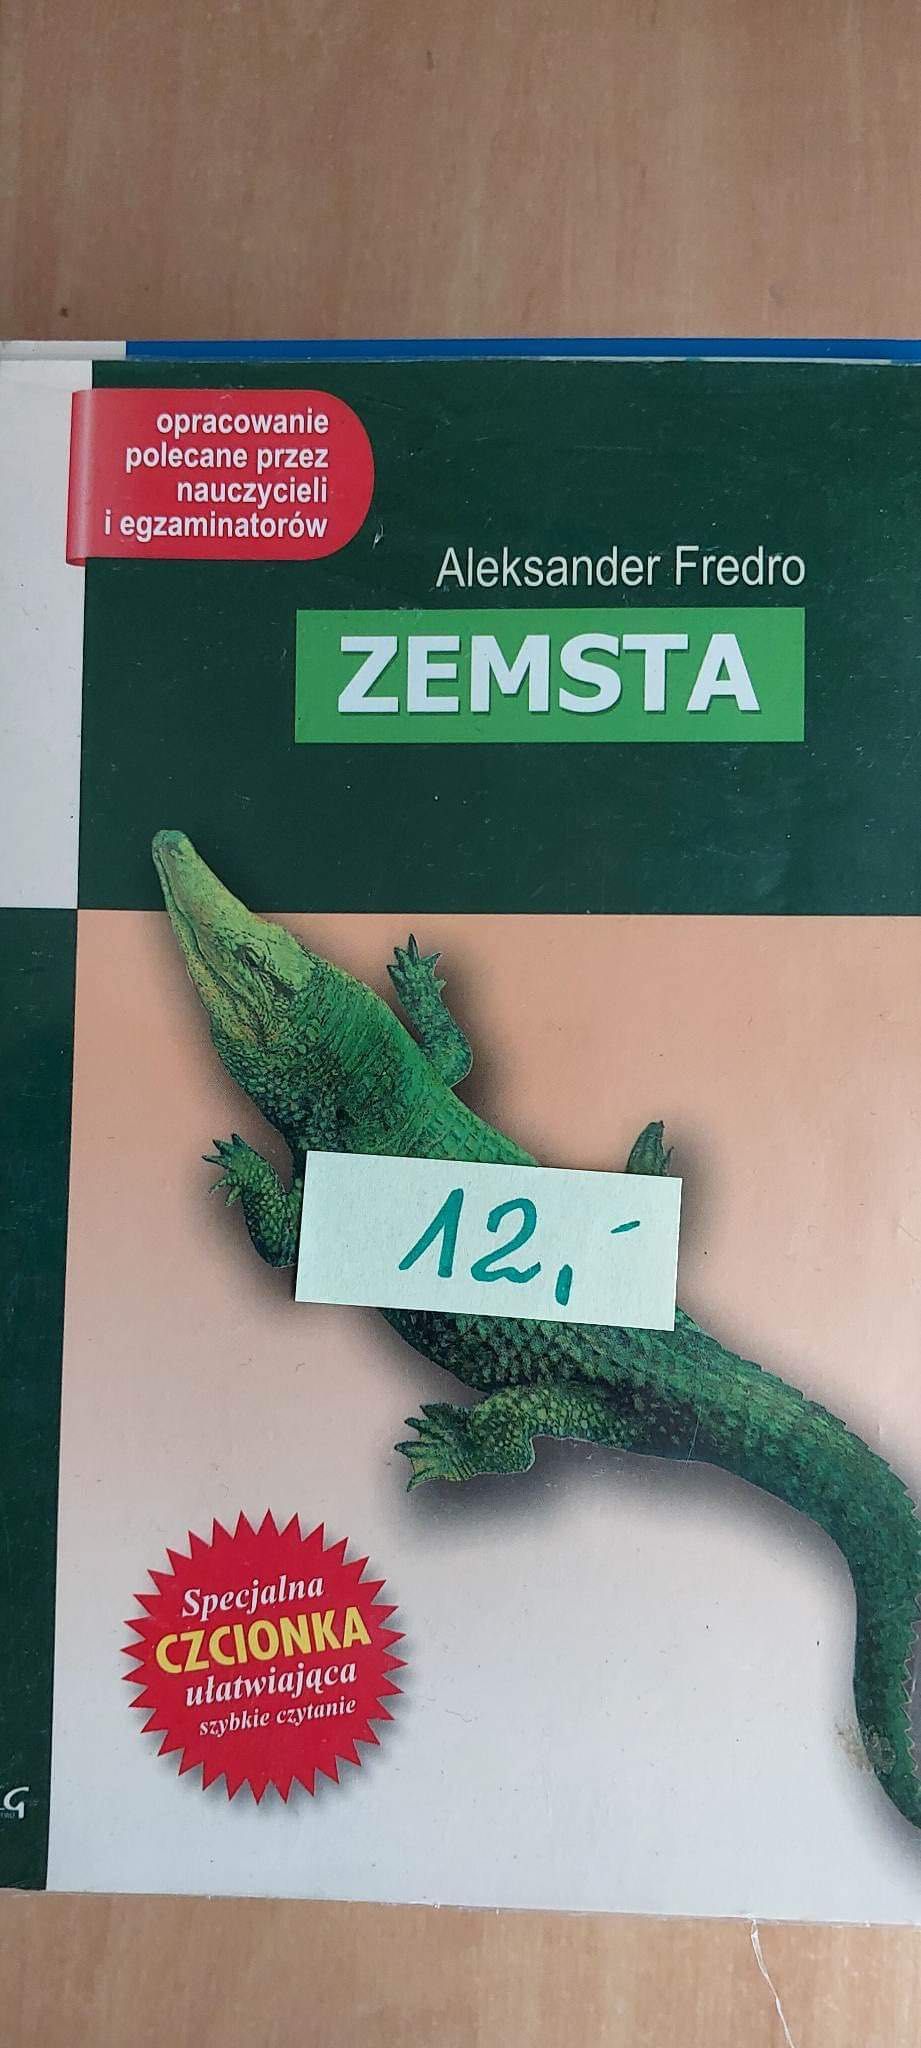 opracowanie
polecane przez
nauczycieli
i egzaminatorów
Aleksander Fredro
ZEMSTA
12,-
Specjalna
CZCIONKA
ułatwiająca
szybkie czytanie